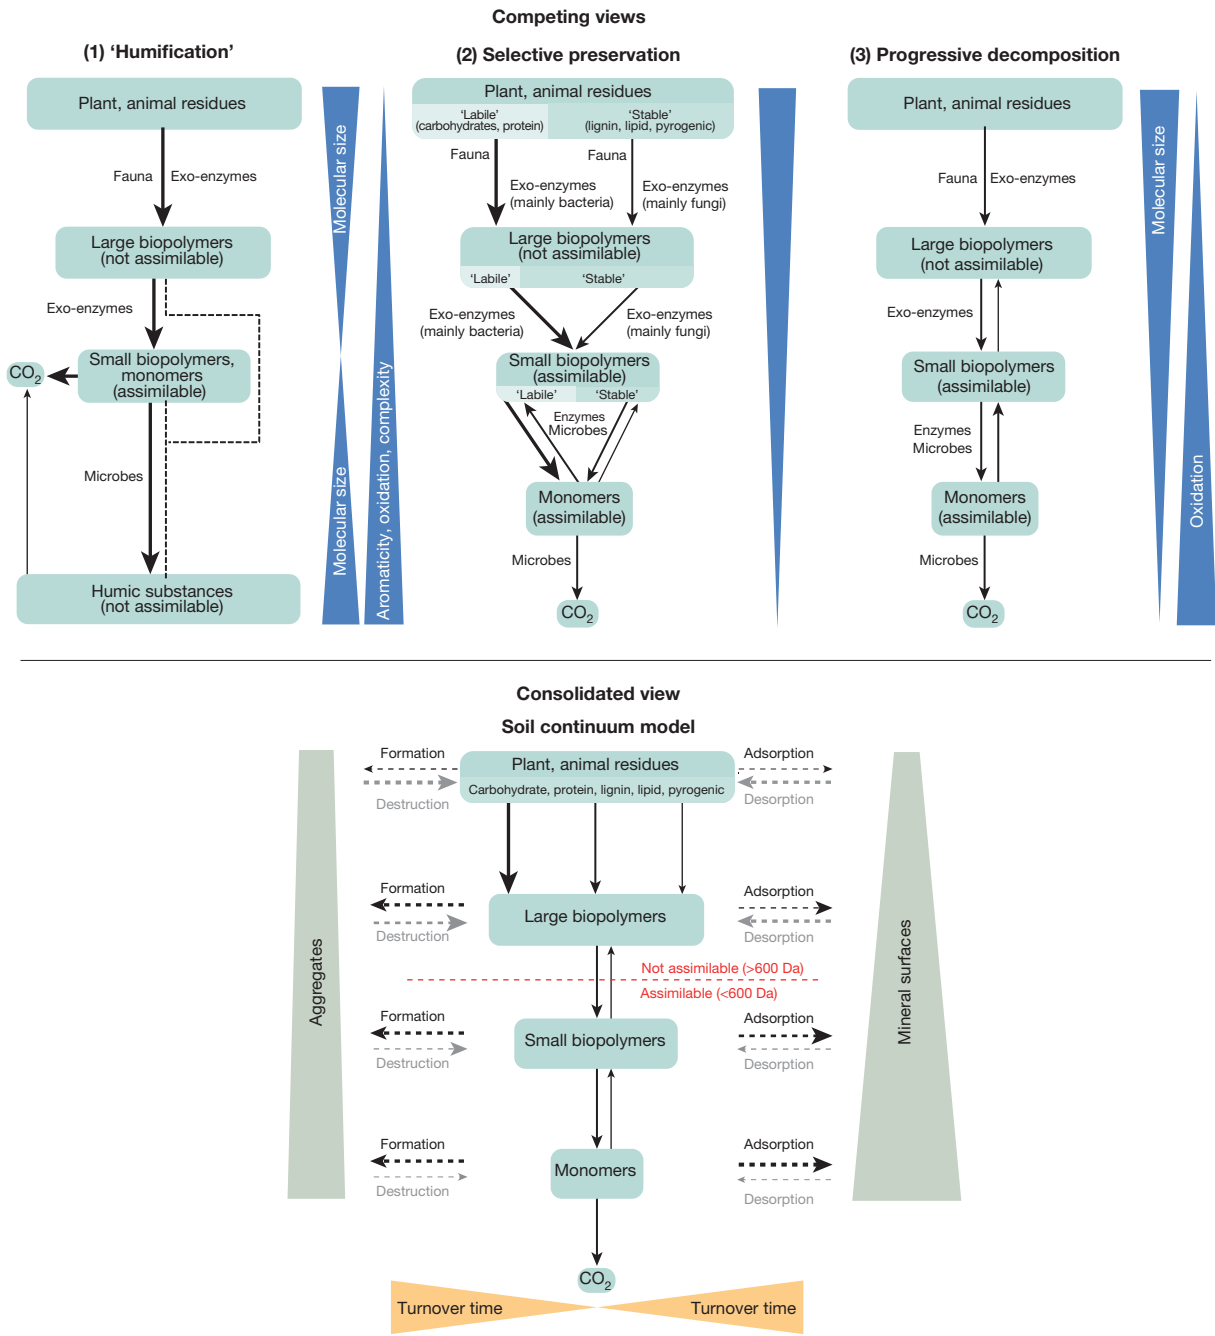 Competing views
(1) ‘Humification’
Plant, animal residues
Fauna
Exo-enzymes
Large biopolymers
(not assimilable)
Exo-enzymes
Small biopolymers,
monomers
(assimilable)
CO2
Microbes
Humic substances
(not assimilable)
Molecular size
Molecular size
Aromaticity, oxidation, complexity
(2) Selective preservation
Plant, animal residues
‘Labile’
(carbohydrates, protein)
‘Stable’
(lignin, lipid, pyrogenic)
Fauna
Fauna
Exo-enzymes
(mainly bacteria)
Exo-enzymes
(mainly fungi)
Large biopolymers
(not assimilable)
‘Labile’
‘Stable’
Exo-enzymes
(mainly bacteria)
Exo-enzymes
(mainly fungi)
Small biopolymers
(assimilable)
‘Labile’
‘Stable’
Enzymes
Microbes
Monomers
(assimilable)
Microbes
CO2
(3) Progressive decomposition
Plant, animal residues
Fauna
Exo-enzymes
Large biopolymers
(not assimilable)
Exo-enzymes
Small biopolymers
(assimilable)
Enzymes
Microbes
Monomers
(assimilable)
Microbes
CO2
Molecular size
Oxidation
Consolidated view
Soil continuum model
Formation
Destruction
Plant, animal residues
Carbohydrate, protein, lignin, lipid, pyrogenic
Adsorption
Desorption
Formation
Destruction
Large biopolymers
Adsorption
Desorption
Not assimilable (>600 Da)
Assimilable (<600 Da)
Formation
Destruction
Small biopolymers
Adsorption
Desorption
Formation
Destruction
Monomers
Adsorption
Desorption
Aggregates
Mineral surfaces
CO2
Turnover time
Turnover time